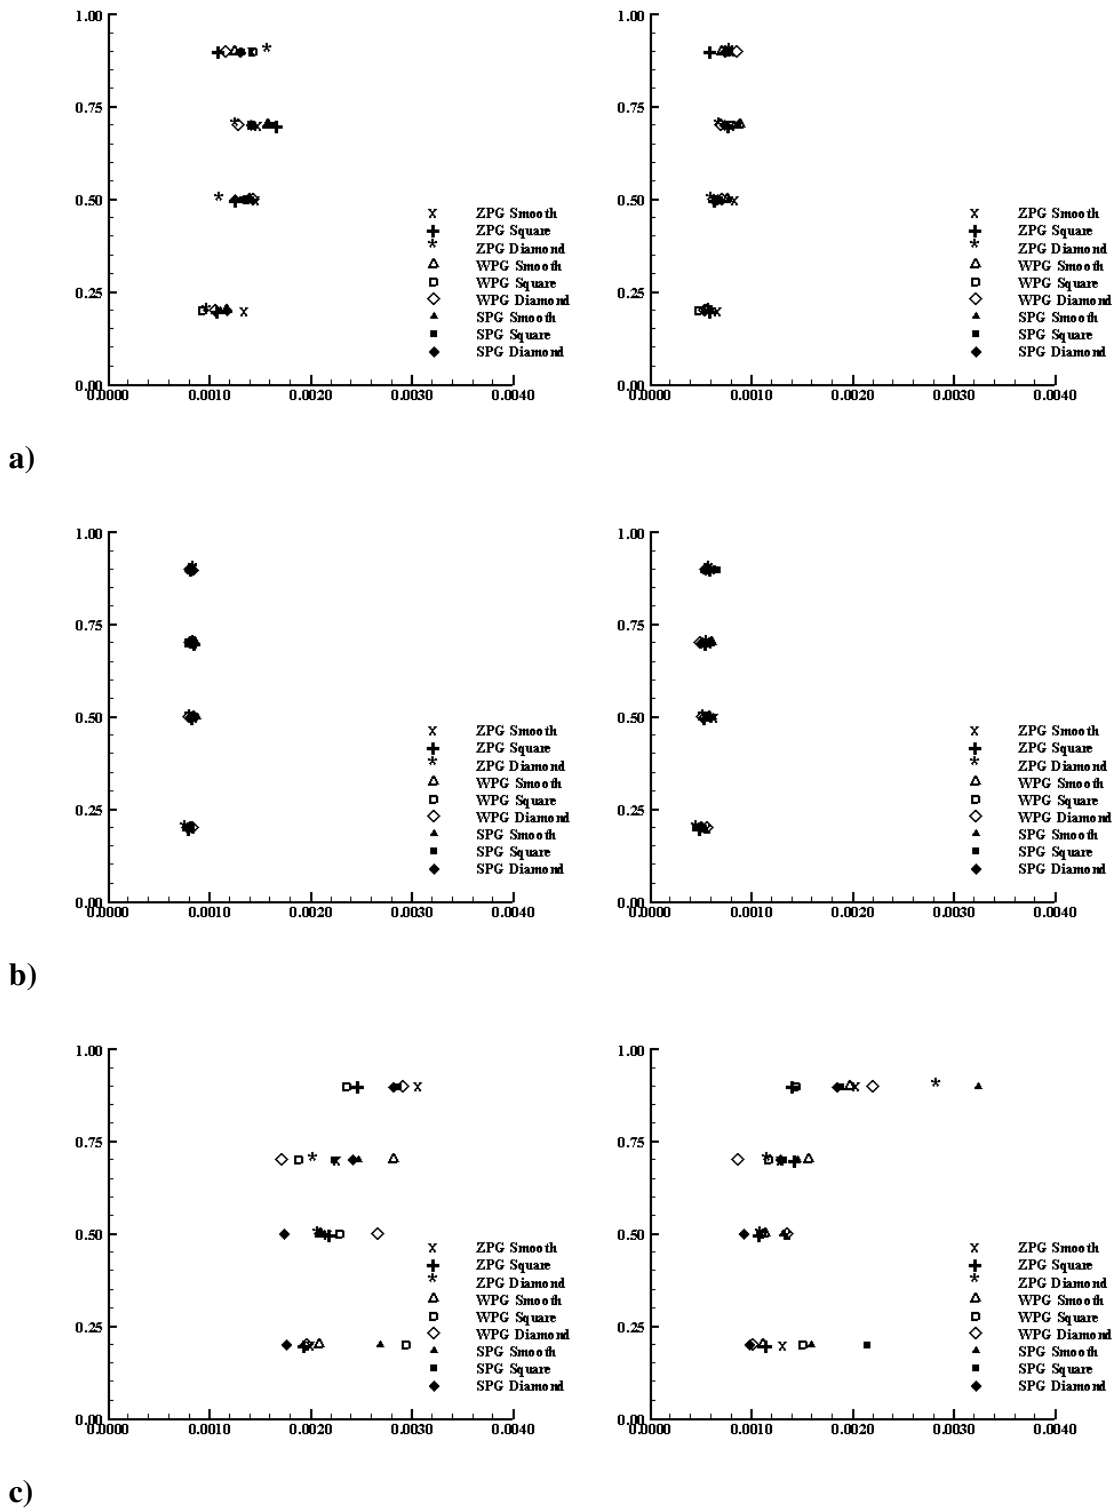 1.00
0.75
0.50
0.25
0.00
0.0000 0.0010 0.0020 0.0030 0.0040
ZPG Smooth
ZPG Square
ZPG Diamond
WPG Smooth
WPG Square
WPG Diamond
SPG Smooth
SPG Square
SPG Diamond
1.00
0.75
0.50
0.25
0.00
0.0000 0.0010 0.0020 0.0030 0.0040
ZPG Smooth
ZPG Square
ZPG Diamond
WPG Smooth
WPG Square
WPG Diamond
SPG Smooth
SPG Square
SPG Diamond
a)
1.00
0.75
0.50
0.25
0.00
0.0000 0.0010 0.0020 0.0030 0.0040
ZPG Smooth
ZPG Square
ZPG Diamond
WPG Smooth
WPG Square
WPG Diamond
SPG Smooth
SPG Square
SPG Diamond
1.00
0.75
0.50
0.25
0.00
0.0000 0.0010 0.0020 0.0030 0.0040
ZPG Smooth
ZPG Square
ZPG Diamond
WPG Smooth
WPG Square
WPG Diamond
SPG Smooth
SPG Square
SPG Diamond
b)
1.00
0.75
0.50
0.25
0.00
0.0000 0.0010 0.0020 0.0030 0.0040
ZPG Smooth
ZPG Square
ZPG Diamond
WPG Smooth
WPG Square
WPG Diamond
SPG Smooth
SPG Square
SPG Diamond
1.00
0.75
0.50
0.25
0.00
0.0000 0.0010 0.0020 0.0030 0.0040
ZPG Smooth
ZPG Square
ZPG Diamond
WPG Smooth
WPG Square
WPG Diamond
SPG Smooth
SPG Square
SPG Diamond
c)